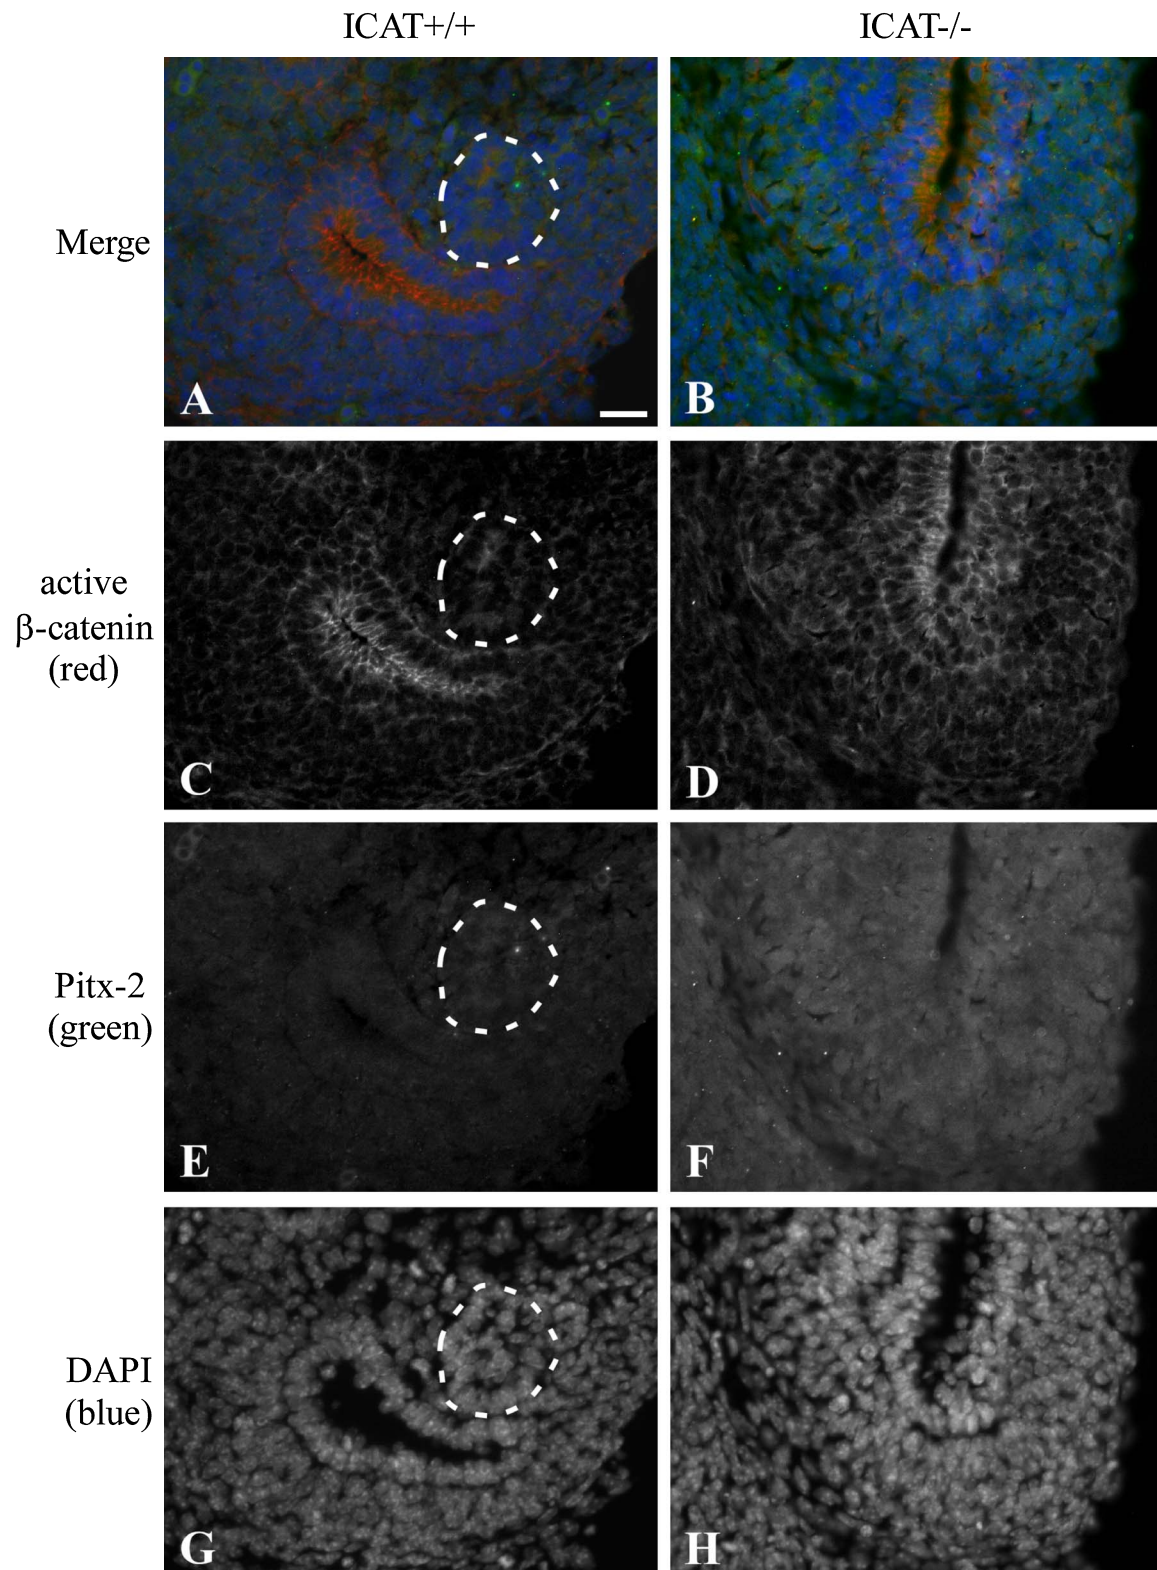 ICAT+/+ ICAT-/-
Merge
A B
active
β-catenin
(red)
C D
Pitx-2
(green)
E F
DAPI
(blue)
G H